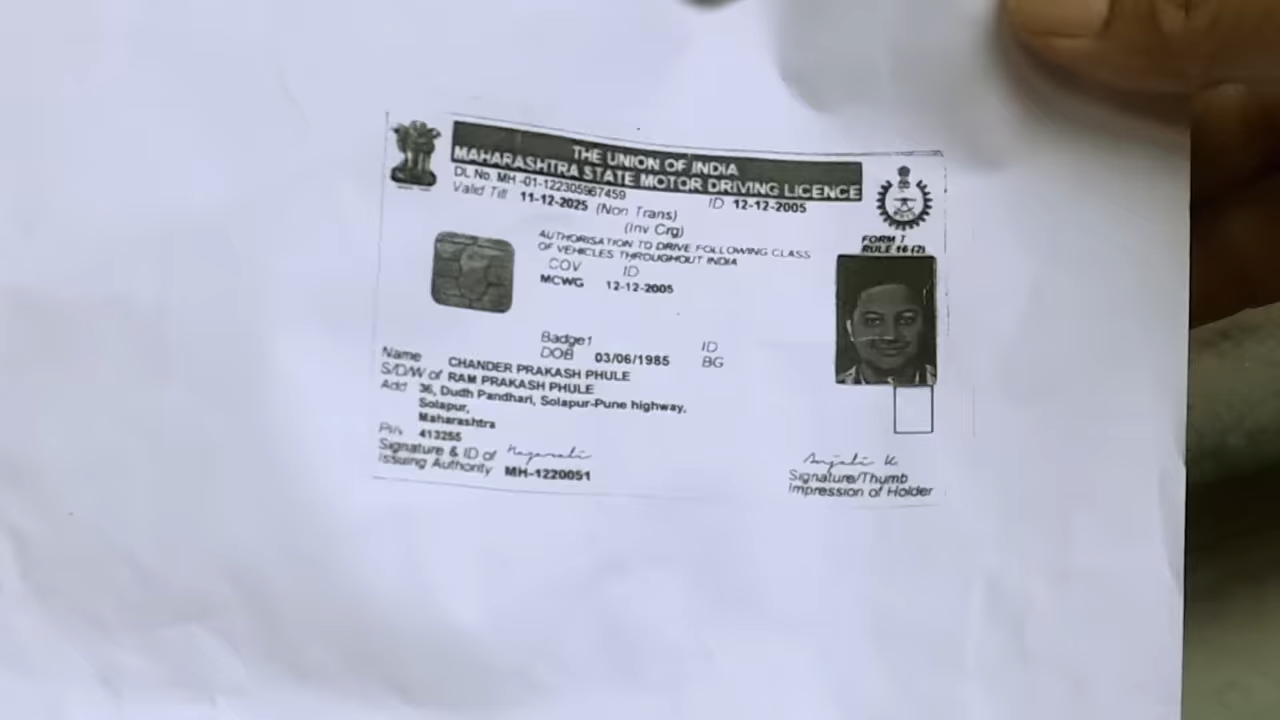 THE UNION OF INDIA
MAHARASHTRA STATE MOTOR DRIVING LICENCE
DL No. MH -01-122305967459
Valid Till 11-12-2025 (Non Trans) ID 12-12-2005
(Inv Crg)
FORM 7
RULE 16 (2)
AUTHORISATION TO DRIVE FOLLOWING CLASS
OF VEHICLES THROUGHOUT INDIA
COV ID
MCWG 12-12-2005
Badge1 ID
DOB 03/06/1985 BG
Name CHANDER PRAKASH PHULE
S/D/W of RAM PRAKASH PHULE
Add 36, Dudh Pandhari, Solapur-Pune highway,
Solapur,
Maharashtra
Pin 413255
Signature & ID of
Issuing Authority MH-1220051
Anjali K
Signature/Thumb
Impression of Holder